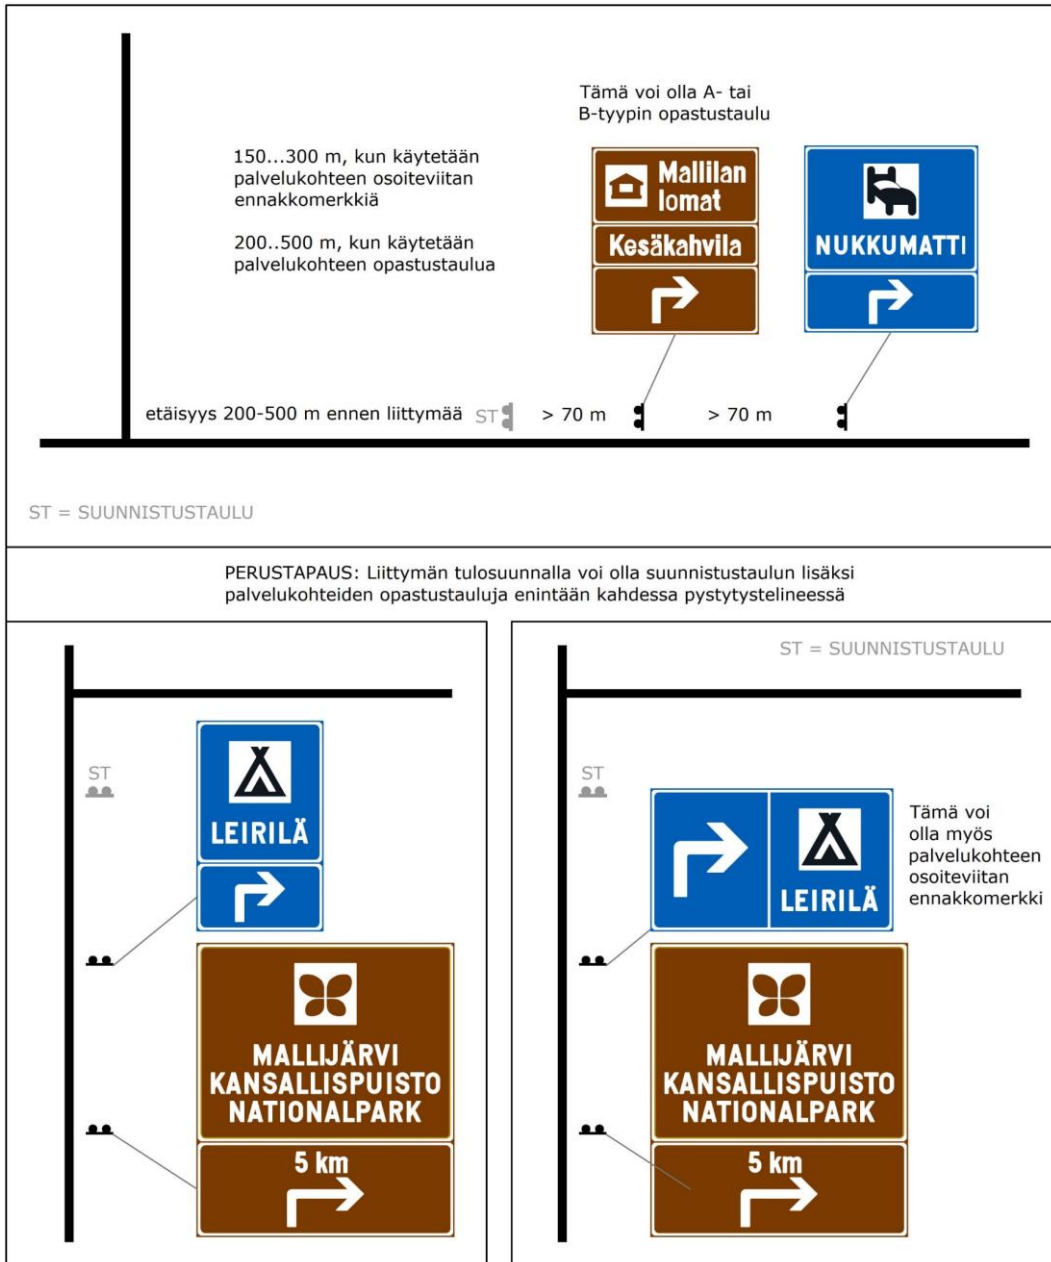 Tämä voi olla A- tai
B-tyypin opastustaulu
150...300 m, kun käytetään
palvelukohteen osoiteviitan
ennakkomerkkiä
200..500 m, kun käytetään
palvelukohteen opastustaulua
Mallilan
lomat
Kesäkahvila
NUKKUMATTI
etäisyys 200-500 m ennen liittymää
ST
> 70 m
> 70 m
ST = SUUNNISTUSTAULU
PERUSTAPAUS: Liittymän tulosuunnalla voi olla suunnistustaulun lisäksi
palvelukohteiden opastustauluja enintään kahdessa pystytystelineessä
ST
LEIRILÄ
MALLIJÄRVI
KANSALLISPUISTO
NATIONALPARK
5 km
ST = SUUNNISTUSTAULU
ST
LEIRILÄ
Tämä voi
olla myös
palvelukohteen
osoiteviitan
ennakkomerkki
MALLIJÄRVI
KANSALLISPUISTO
NATIONALPARK
5 km